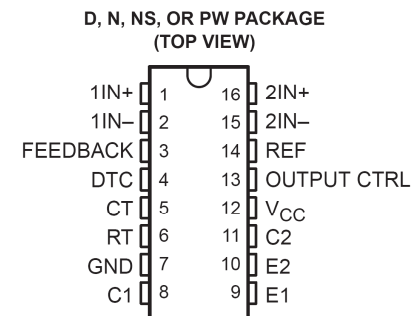 D, N, NS, OR PW PACKAGE
(TOP VIEW)
1IN+ 1 16 2IN+
1IN− 2 15 2IN−
FEEDBACK 3 14 REF
DTC 4 13 OUTPUT CTRL
CT 5 12 VCC
RT 6 11 C2
GND 7 10 E2
C1 8 9 E1